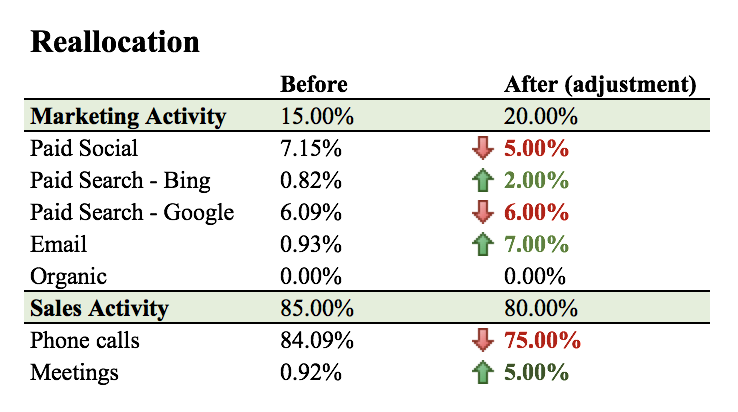 Reallocation
Before After (adjustment)
Marketing Activity 15.00% 20.00%
Paid Social 7.15% 5.00%
Paid Search - Bing 0.82% 2.00%
Paid Search - Google 6.09% 6.00%
Email 0.93% 7.00%
Organic 0.00% 0.00%
Sales Activity 85.00% 80.00%
Phone calls 84.09% 75.00%
Meetings 0.92% 5.00%